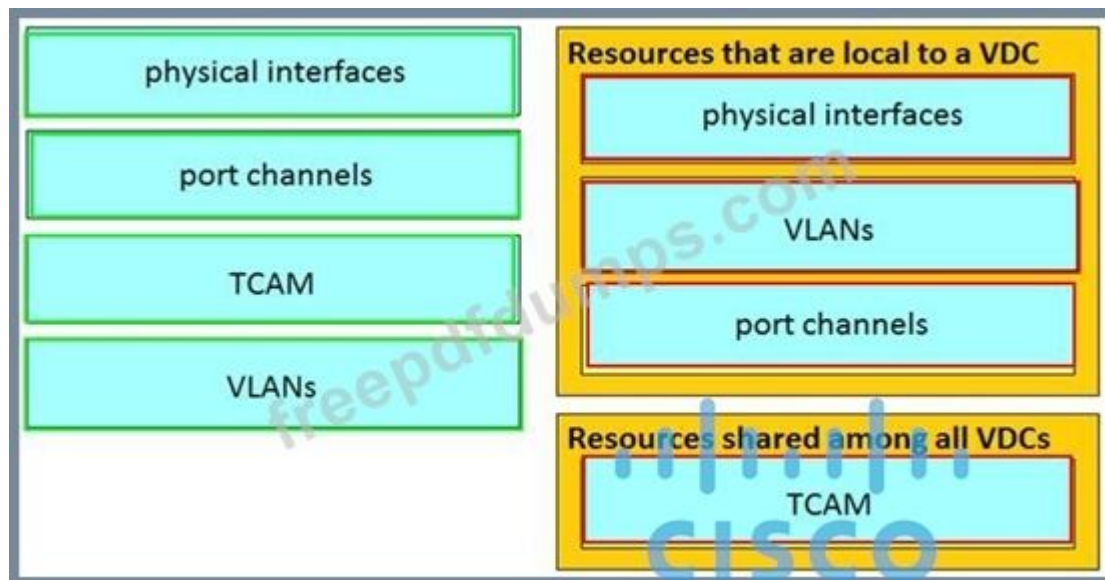 physical interfaces
port channels
TCAM
VLANs
Resources that are local to a VDC
physical interfaces
VLANs
port channels
Resources shared among all VDCs
TCAM
freepdfdumps.com
CISCO